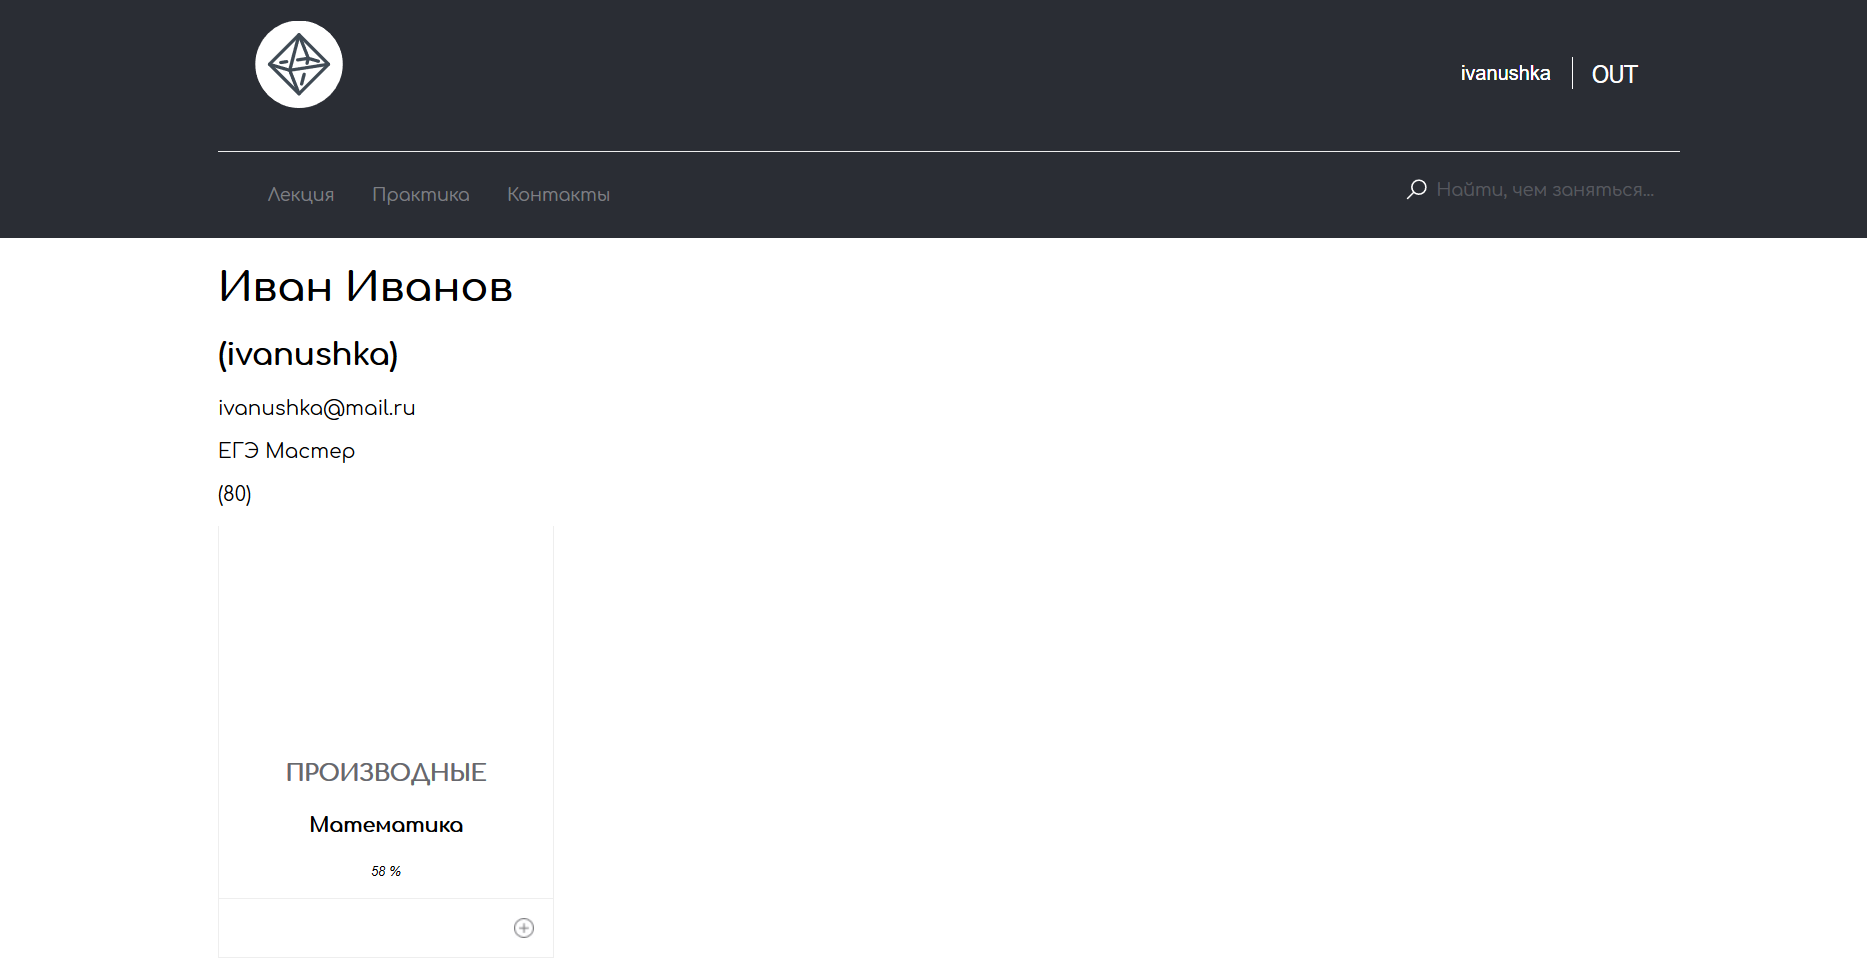 ivanushka
OUT
Лекция Практика Контакты
Найти, чем заняться...
Иван Иванов
(ivanushka)
ivanushka@mail.ru
ЕГЭ Мастер
(80)
ПРОИЗВОДНЫЕ
Математика
58 %